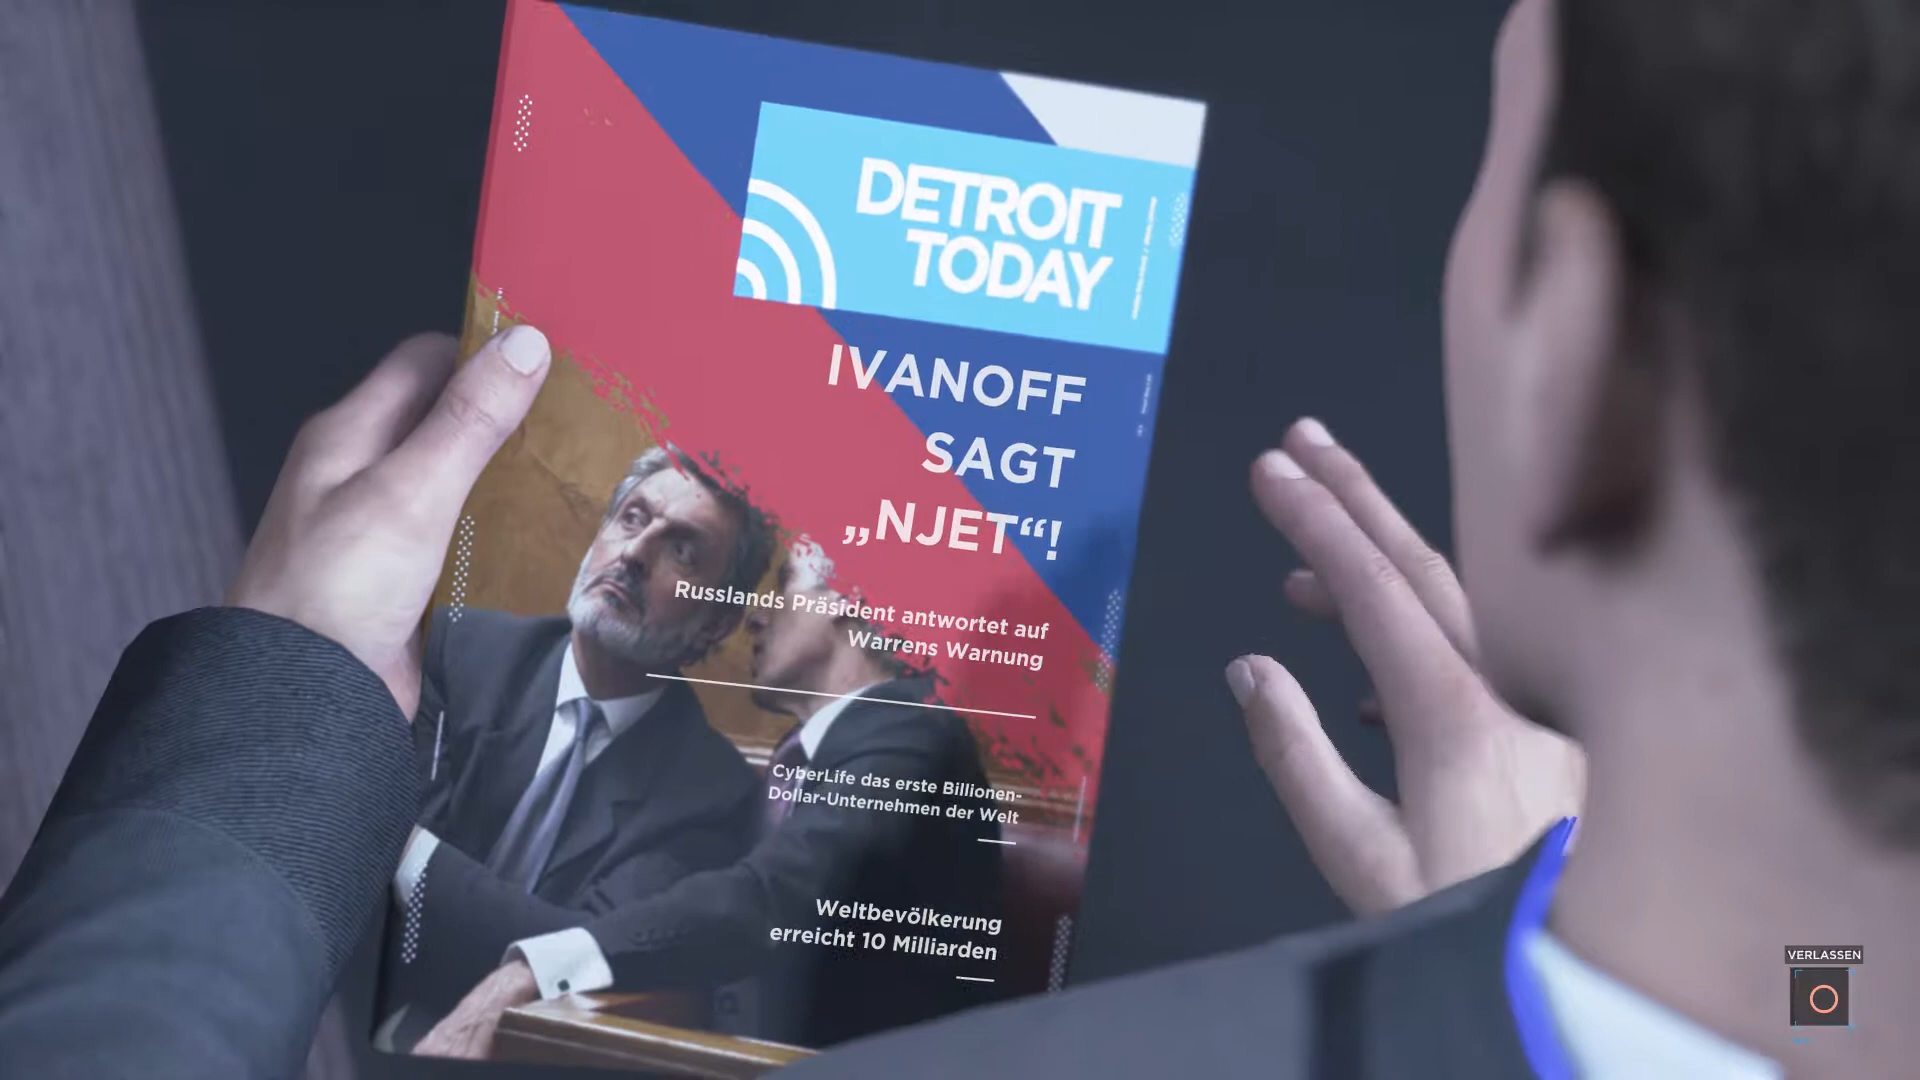 DETROIT
TODAY
IVANOFF
SAGT
„NJET“!
Russlands Präsident antwortet auf
Warrens Warnung
CyberLife das erste Billionen-
Dollar-Unternehmen der Welt
Weltbevölkerung
erreicht 10 Milliarden
VERLASSEN